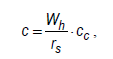 c = W_h / r_s · c_c ,